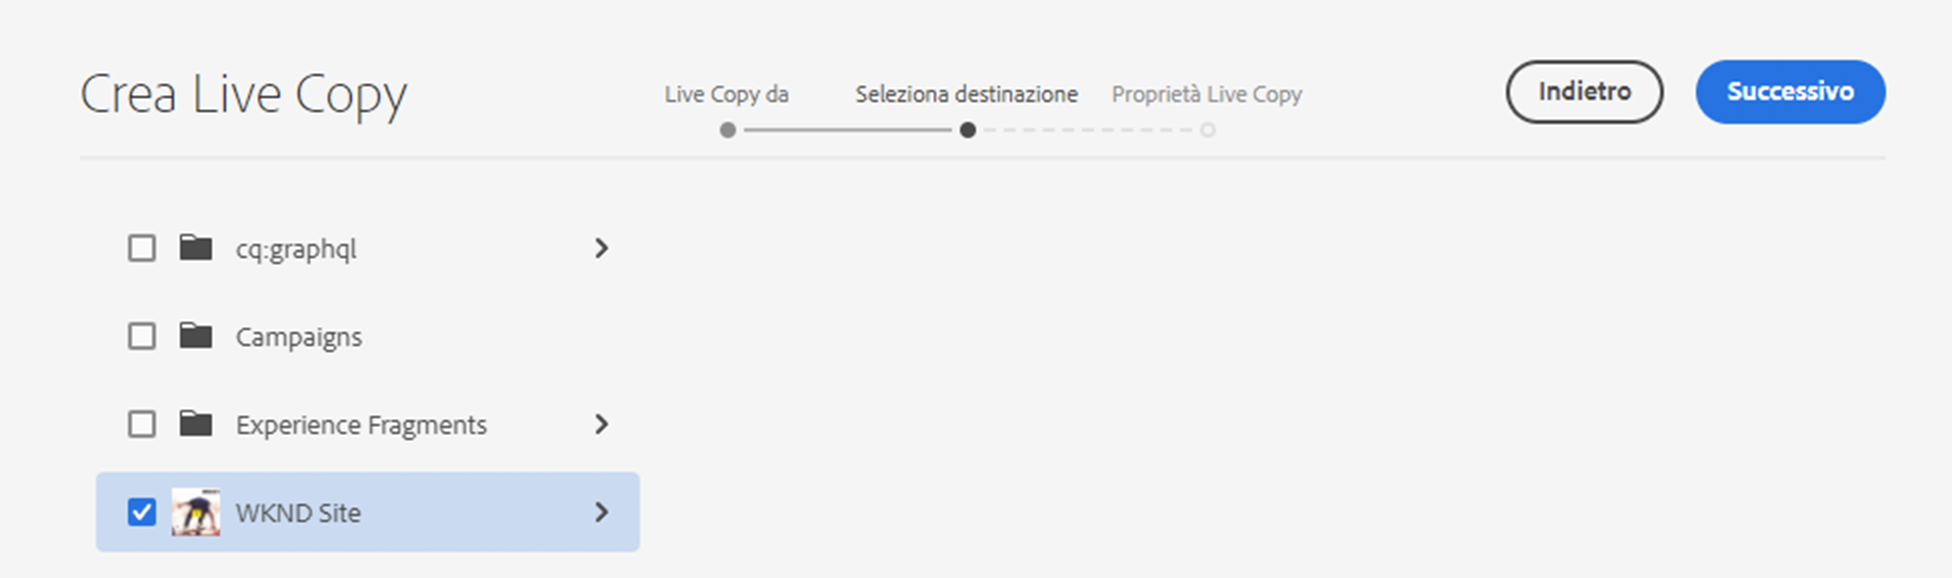 Crea Live Copy
Live Copy da
Seleziona destinazione
Proprietà Live Copy
Indietro
Successivo
cq:graphql
Campaigns
Experience Fragments
WKND Site